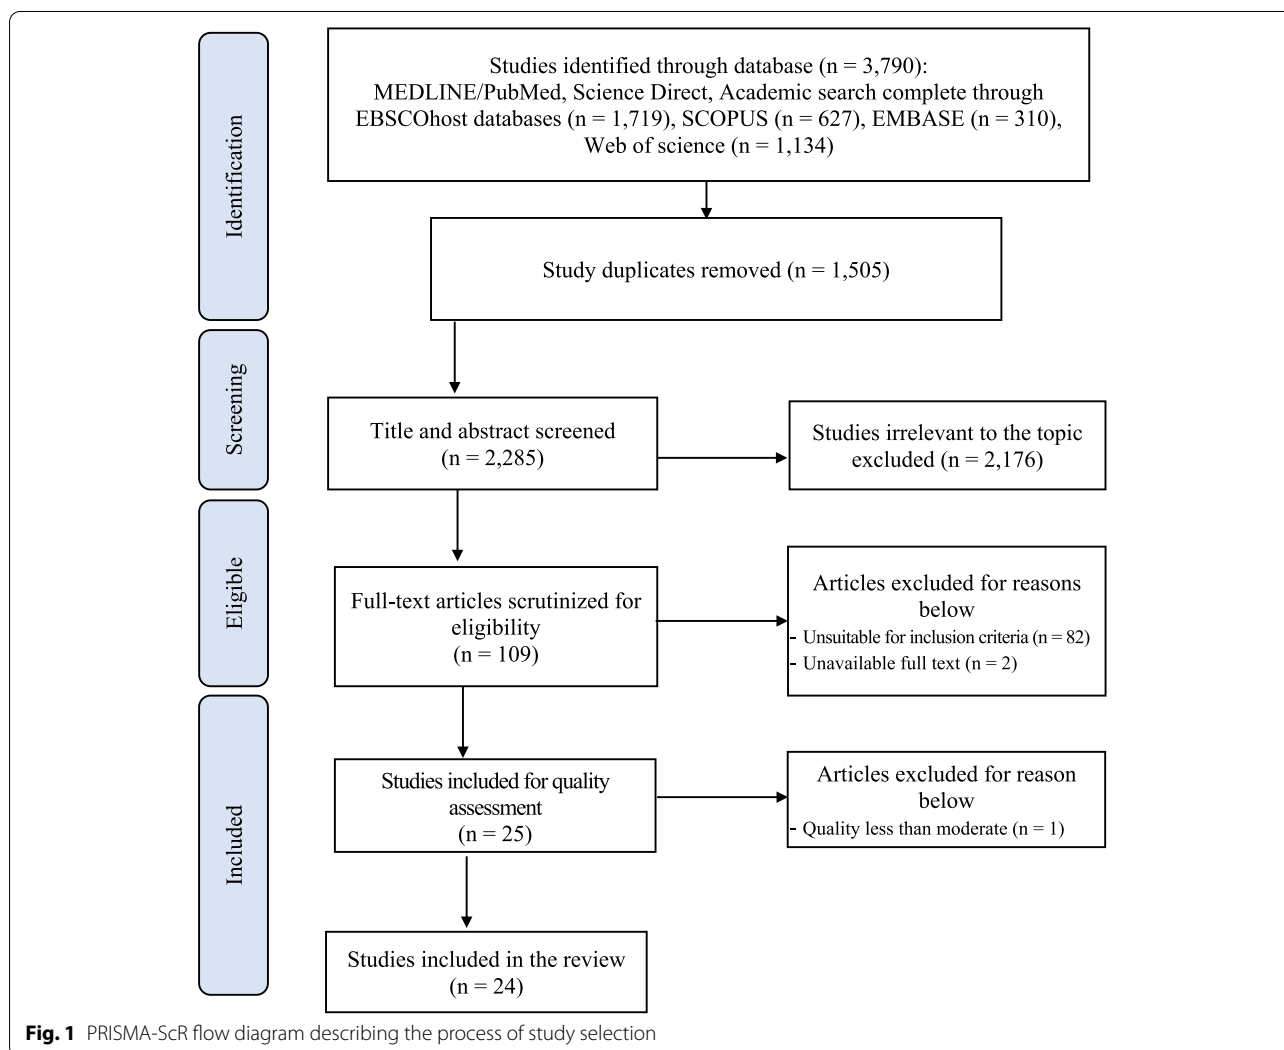 Identification
Studies identified through database (n = 3,790):
MEDLINE/PubMed, Science Direct, Academic search complete through
EBSCOhost databases (n = 1,719), SCOPUS (n = 627), EMBASE (n = 310),
Web of science (n = 1,134)
Study duplicates removed (n = 1,505)
Screening
Title and abstract screened
(n = 2,285)
Studies irrelevant to the topic
excluded (n = 2,176)
Eligible
Full-text articles scrutinized for
eligibility
(n = 109)
Articles excluded for reasons
below
- Unsuitable for inclusion criteria (n = 82)
- Unavailable full text (n = 2)
Included
Studies included for quality
assessment
(n = 25)
Articles excluded for reason
below
- Quality less than moderate (n = 1)
Studies included in the review
(n = 24)
Fig. 1 PRISMA-ScR flow diagram describing the process of study selection